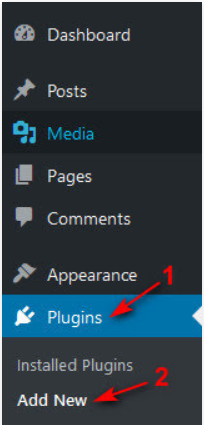 Dashboard
Posts
Media
Pages
Comments
Appearance
1
Plugins
Installed Plugins
2
Add New